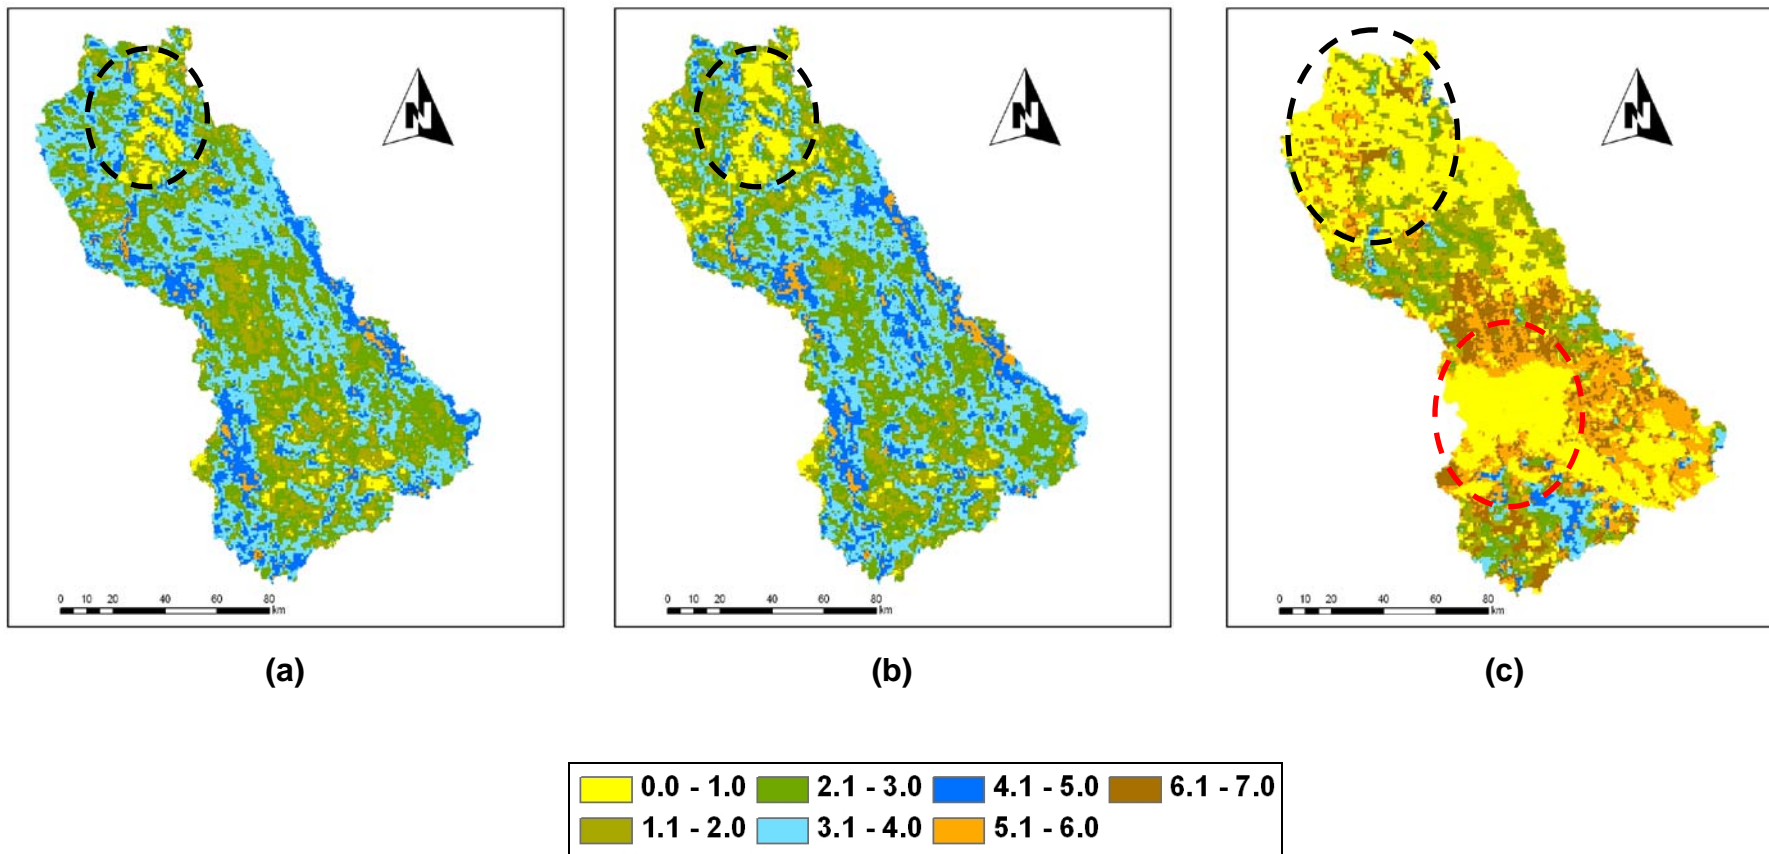 N N N
0 10 20 40 60 80 km 0 10 20 40 60 80 km 0 10 20 40 60 80 km
(a) (b) (c)
0.0 - 1.0 2.1 - 3.0 4.1 - 5.0 6.1 - 7.0
1.1 - 2.0 3.1 - 4.0 5.1 - 6.0